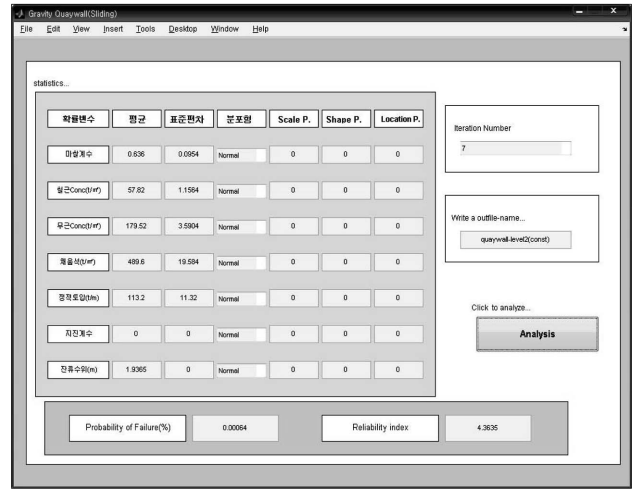 Gravity Quaywall(Sliding)
File Edit View Insert Tools Desktop Window Help
statistics...
확률변수 평균 표준편차 분포형 Scale P. Shape P. Location P.
마찰계수 0.636 0.0954 Normal 0 0 0
철근Conc(t/㎥) 57.82 1.1564 Normal 0 0 0
무근Conc(t/㎥) 179.52 3.5904 Normal 0 0 0
채움석(t/㎥) 489.6 19.584 Normal 0 0 0
정적토압(t/m) 113.2 11.32 Normal 0 0 0
지진계수 0 0 Normal 0 0 0
잔류수위(m) 1.9365 0 Normal 0 0 0
Iteration Number
7
Write a outfile-name...
quaywall-level2(const)
Click to analyze...
Analysis
Probability of Failure(%) 0.00064 Reliability index 4.3635